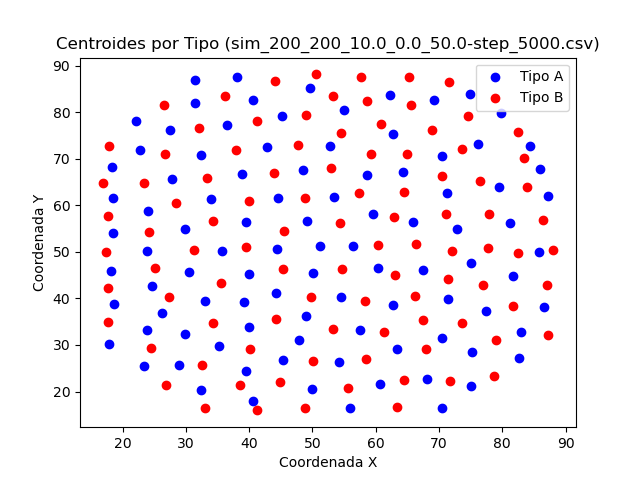 Centroides por Tipo (sim_200_200_10.0_0.0_50.0-step_5000.csv)
Tipo A
Tipo B
90
80
70
60
50
40
30
20
Coordenada Y
20 30 40 50 60 70 80 90
Coordenada X